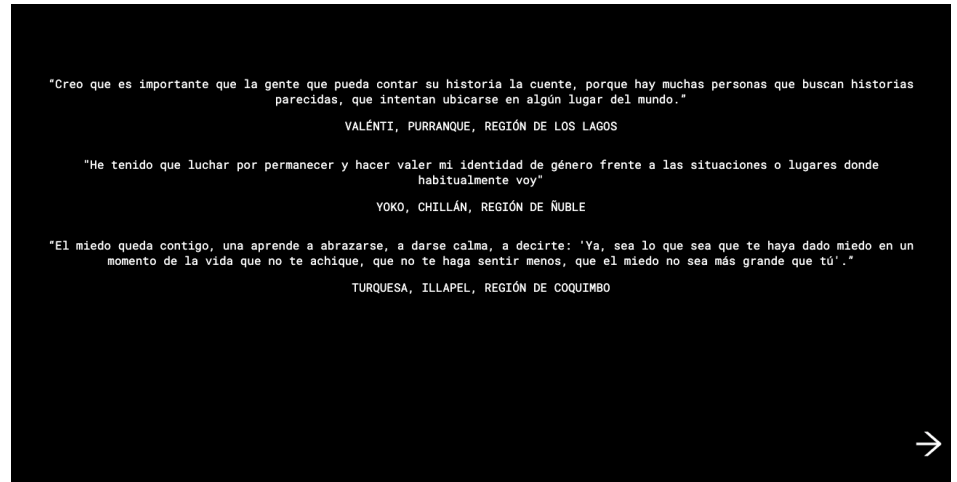 “Creo que es importante que la gente que pueda contar su historia la cuente, porque hay muchas personas que buscan historias
parecidas, que intentan ubicarse en algún lugar del mundo.”
VALÉNTI, PURRANQUE, REGIÓN DE LOS LAGOS
"He tenido que luchar por permanecer y hacer valer mi identidad de género frente a las situaciones o lugares donde
habitualmente voy"
YOKO, CHILLÁN, REGIÓN DE ÑUBLE
“El miedo queda contigo, una aprende a abrazarse, a darse calma, a decirte: 'Ya, sea lo que sea que te haya dado miedo en un
momento de la vida que no te achique, que no te haga sentir menos, que el miedo no sea más grande que tú'.”
TURQUESA, ILLAPEL, REGIÓN DE COQUIMBO